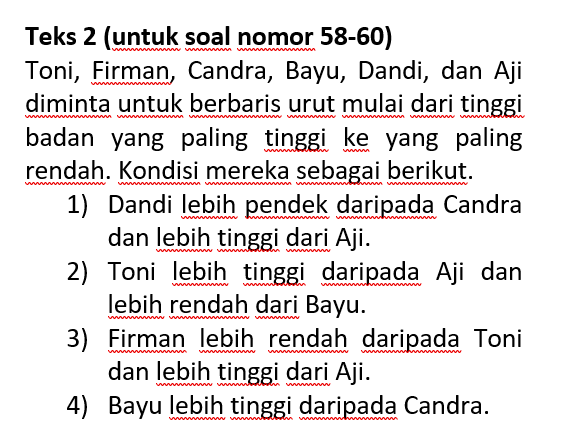 Teks 2 (untuk soal nomor 58-60)
Toni, Firman, Candra, Bayu, Dandi, dan Aji
diminta untuk berbaris urut mulai dari tinggi
badan yang paling tinggi ke yang paling
rendah. Kondisi mereka sebagai berikut.
1) Dandi lebih pendek daripada Candra
dan lebih tinggi dari Aji.
2) Toni lebih tinggi daripada Aji dan
lebih rendah dari Bayu.
3) Firman lebih rendah daripada Toni
dan lebih tinggi dari Aji.
4) Bayu lebih tinggi daripada Candra.